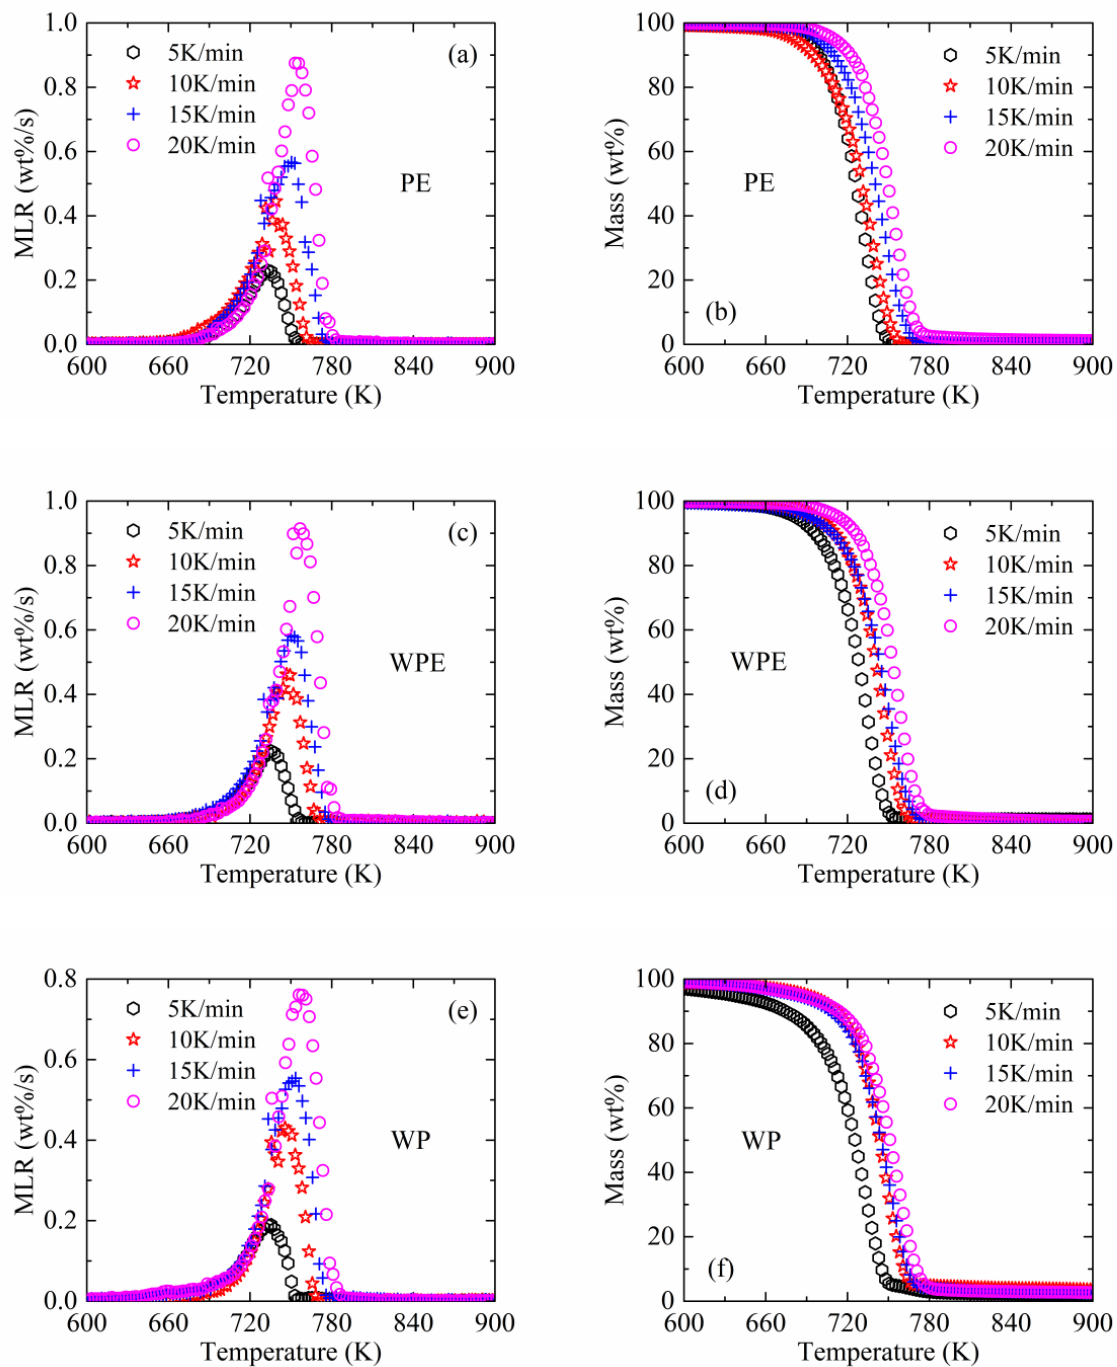 1.0
0.8
0.6
0.4
0.2
0.0
MLR (wt%/s)
5K/min
10K/min
15K/min
20K/min
(a)
PE
600 660 720 780 840 900
Temperature (K)
100
80
60
40
20
0
Mass (wt%)
5K/min
10K/min
15K/min
20K/min
PE
(b)
600 660 720 780 840 900
Temperature (K)
1.0
0.8
0.6
0.4
0.2
0.0
MLR (wt%/s)
5K/min
10K/min
15K/min
20K/min
(c)
WPE
600 660 720 780 840 900
Temperature (K)
100
80
60
40
20
0
Mass (wt%)
5K/min
10K/min
15K/min
20K/min
WPE
(d)
600 660 720 780 840 900
Temperature (K)
0.8
0.6
0.4
0.2
0.0
MLR (wt%/s)
5K/min
10K/min
15K/min
20K/min
(e)
WP
600 660 720 780 840 900
Temperature (K)
100
80
60
40
20
0
Mass (wt%)
5K/min
10K/min
15K/min
20K/min
WP
(f)
600 660 720 780 840 900
Temperature (K)